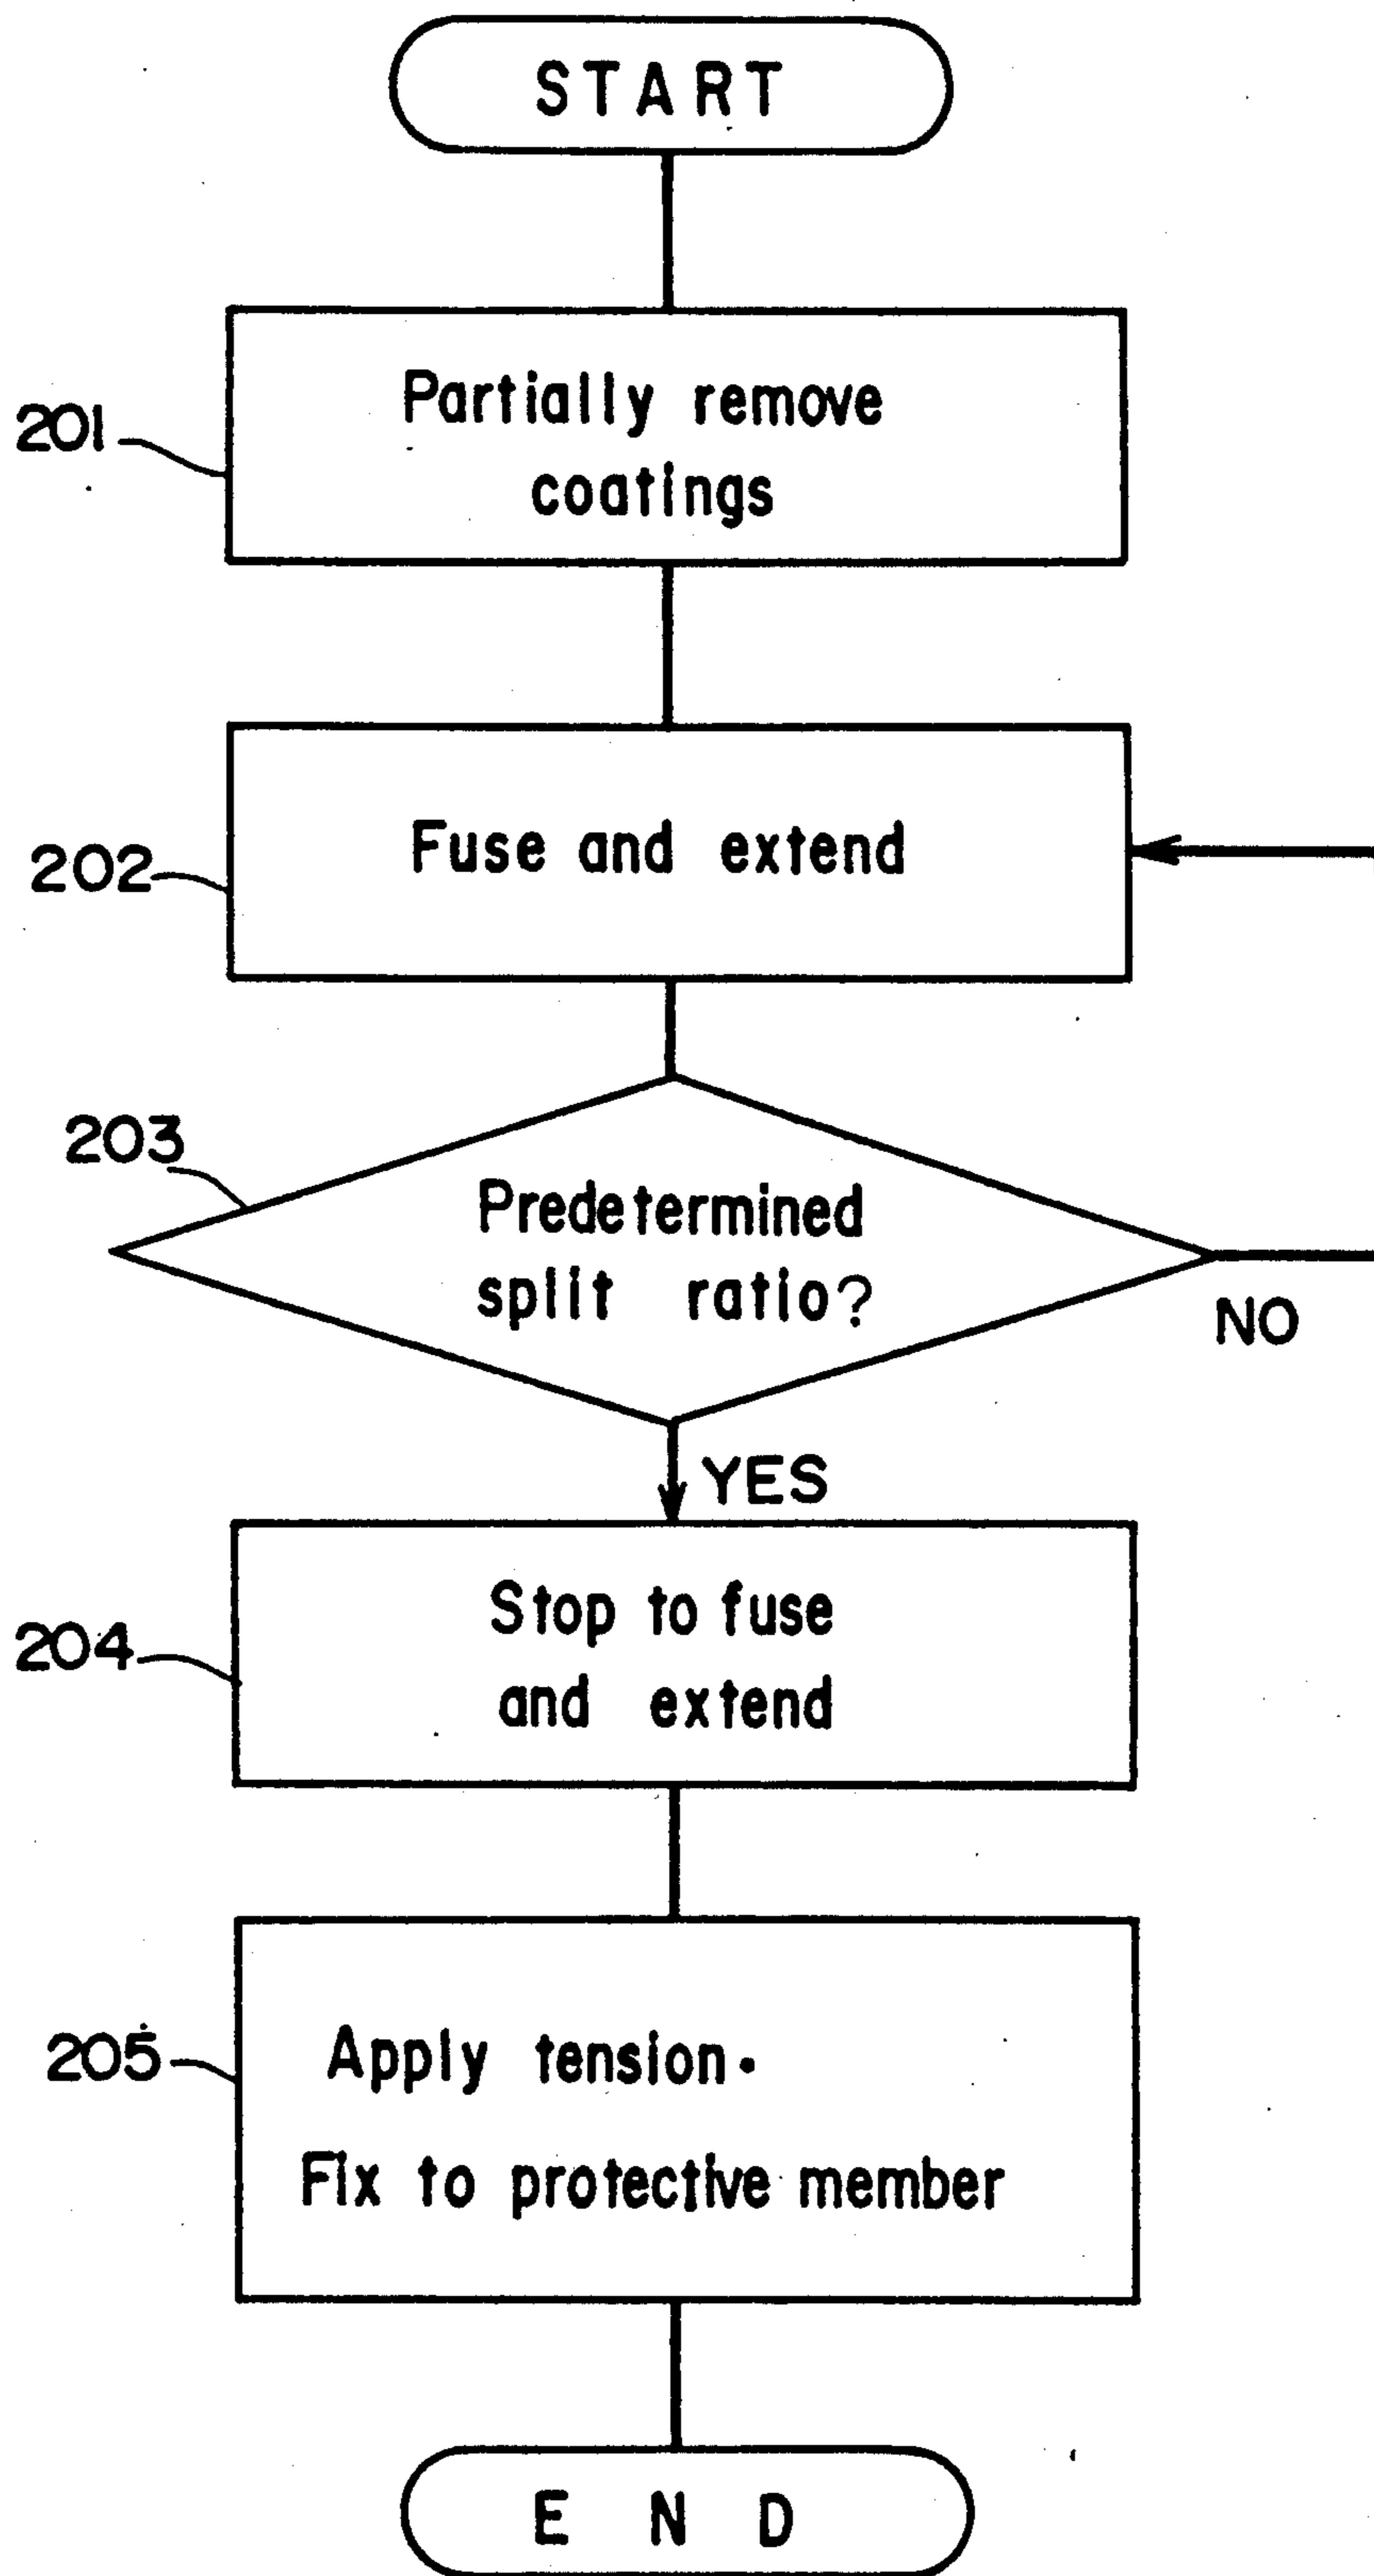 START
201
Partially remove
coatings
202
Fuse and extend
203
Predetermined
split ratio?
NO
YES
204
Stop to fuse
and extend
205
Apply tension·
Fix to protective member
END